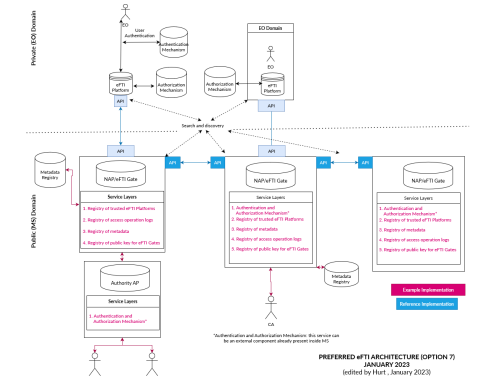 Private (EO) Domain
EO
User
Authentication
Authentication
Mechanism
EO Domain
EO
eFTI
Platform
Authorization
Mechanism
Authorization
Mechanism
eFTI
Platform
API
API
Search and discovery
Public (MS) Domain
API
API
API
API
API
API
Metadata
Registry
NAP/eFTI Gate
Service Layers
1. Registry of trusted eFTI Platforms
2. Registry of access operation logs
3. Registry of metadata
4. Registry of public key for eFTI Gates
NAP/eFTI Gate
Service Layers
1. Authentication and
Authorization Mechanism*
2. Registry of trusted eFTI Platforms
3. Registry of metadata
4. Registry of access operation logs
5. Registry of public key for eFTI Gates
NAP/eFTI Gate
Service Layers
1. Authentication and
Authorization Mechanism*
2. Registry of trusted eFTI Platforms
3. Registry of metadata
4. Registry of access operation logs
5. Registry of public key for eFTI Gates
Authority AP
Service Layers
1. Authentication and
Authorization Mechanism*
Metadata
Registry
CA
Example Implementation
Reference Implementation
*Authentication and Authorization Mechanism: this service can
be an external component already present inside MS
PREFERRED eFTI ARCHITECTURE (OPTION 7)
JANUARY 2023
(edited by Hurt , January 2023)